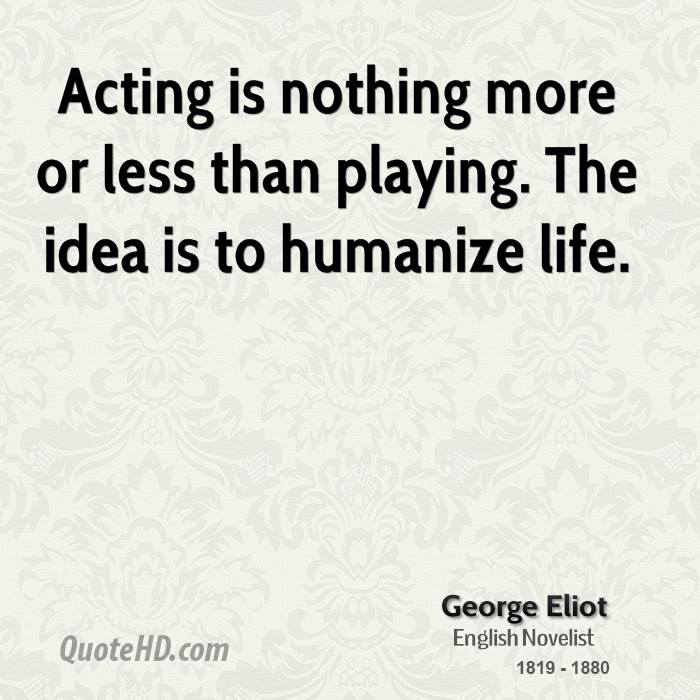 Acting is nothing more
or less than playing. The
idea is to humanize life.
George Eliot
English Novelist
1819 - 1880
QuoteHD.com